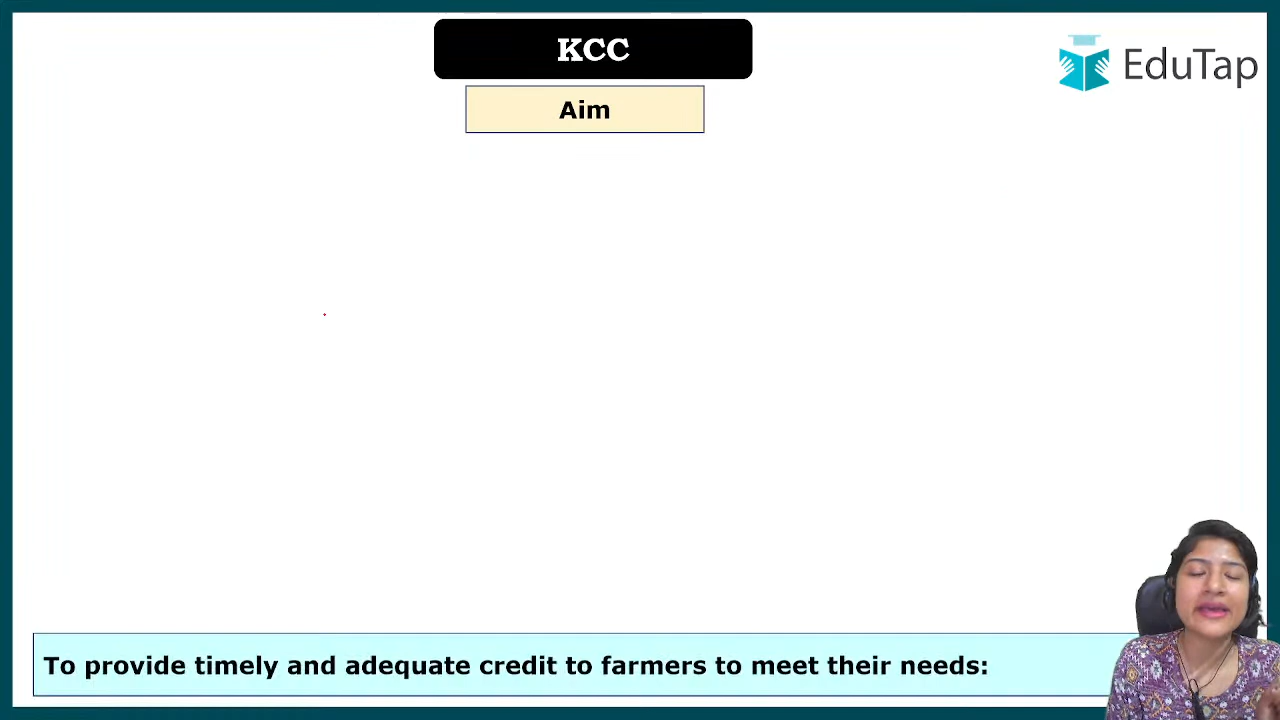 KCC
EduTap
Aim
To provide timely and adequate credit to farmers to meet their needs: